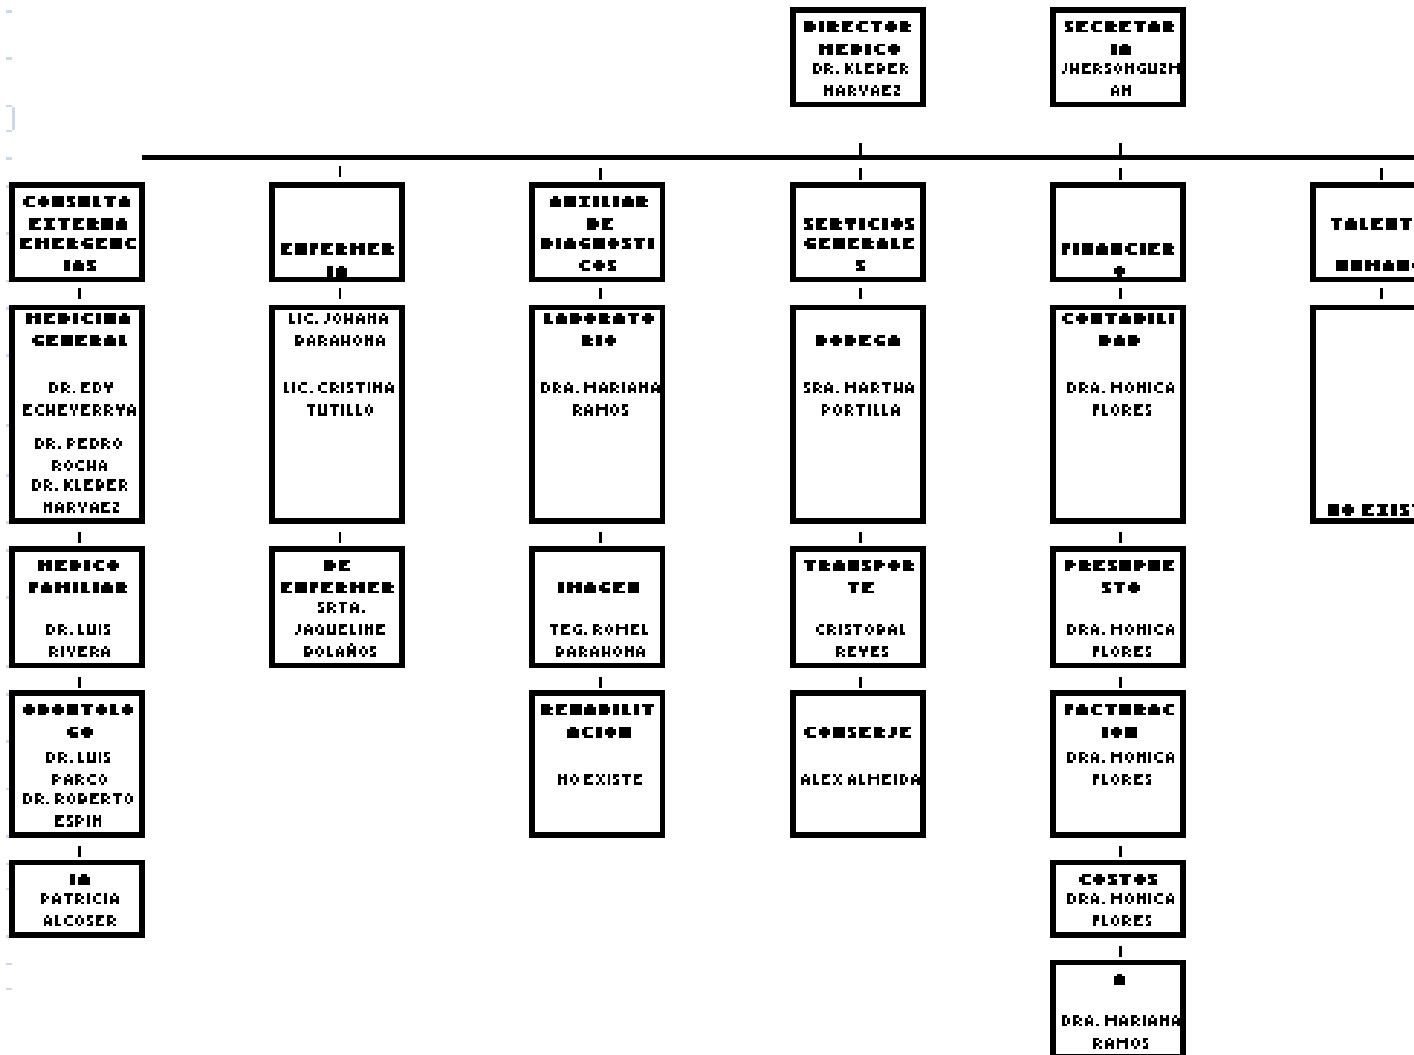 DIRECTOR
MEDICO
DR. KLEBER
NARVAEZ
SECRETAR
IA
JHERSONGUZM
AN
CONSULTA
EXTERNA
EMERGENC
IAS
ENFERMER
IA
AUXILIAR
DE
DIAGNOSTI
COS
SERVICIOS
GENERALE
S
FINANCIER
O
TALENT
HUMANO
MEDICINA
GENERAL
DR. EDY
ECHEVERRYA
DR. PEDRO
ROCHA
DR. KLEBER
NARVAEZ
LIC. JOHANA
BARAHONA
LIC. CRISTINA
TUTILLO
LABORATO
RIO
DRA. MARIANA
RAMOS
BODEGA
SRA. MARTHA
PORTILLA
CONTABILI
DAD
DRA. MONICA
FLORES
NO EXIST
MEDICO
FAMILIAR
DR. LUIS
RIVERA
DE
ENFERMER
SRTA.
JAQUELINE
BOLAÑOS
IMAGEN
TEG. ROMEL
BARAHONA
TRANSPOR
TE
CRISTOBAL
REYES
PRESUPUE
STO
DRA. MONICA
FLORES
ODONTOLO
GO
DR. LUIS
PARCO
DR. ROBERTO
ESPIN
REHABILIT
ACION
NO EXISTE
CONSERJE
ALEX ALMEIDA
FACTURAC
ION
DRA. MONICA
FLORES
IA
PATRICIA
ALCOSER
COSTOS
DRA. MONICA
FLORES
A
DRA. MARIANA
RAMOS